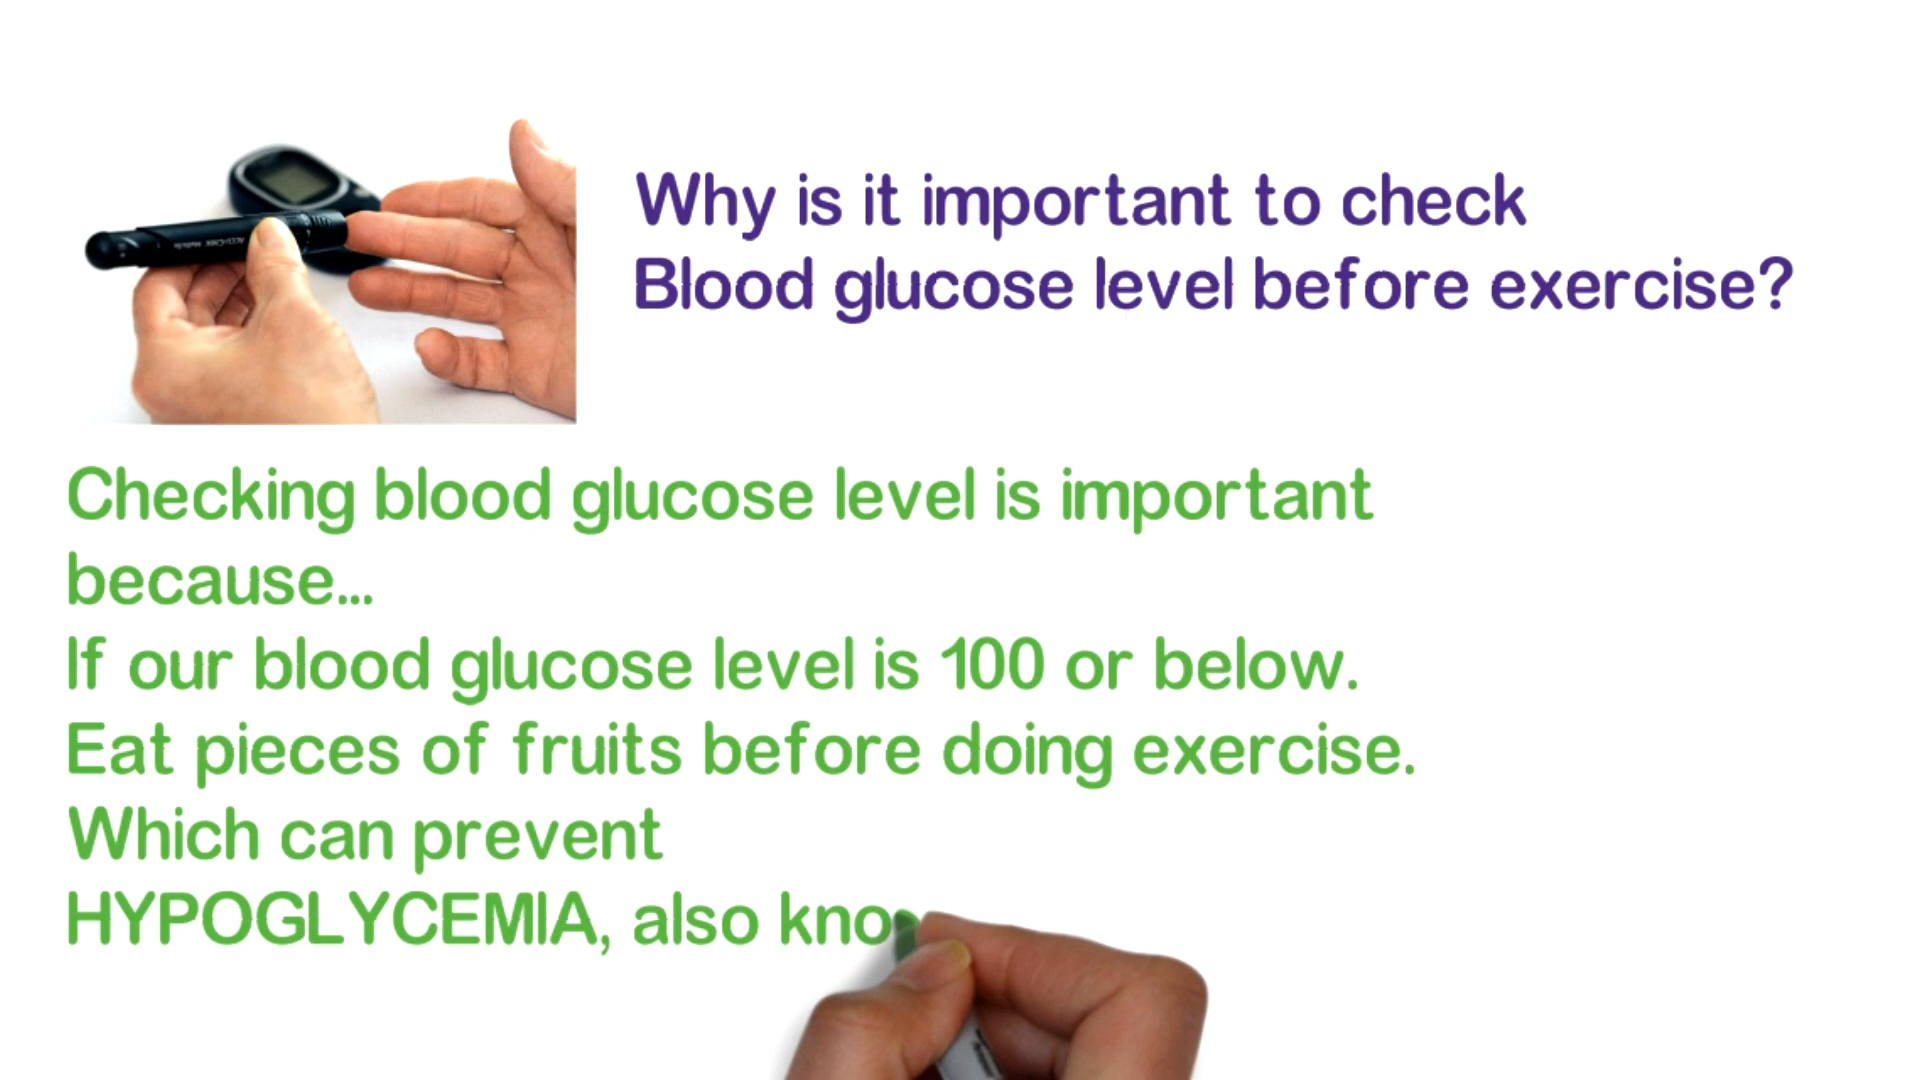 Why is it important to check
Blood glucose level before exercise?
Checking blood glucose level is important
because...
If our blood glucose level is 100 or below.
Eat pieces of fruits before doing exercise.
Which can prevent
HYPOGLYCEMIA, also kno